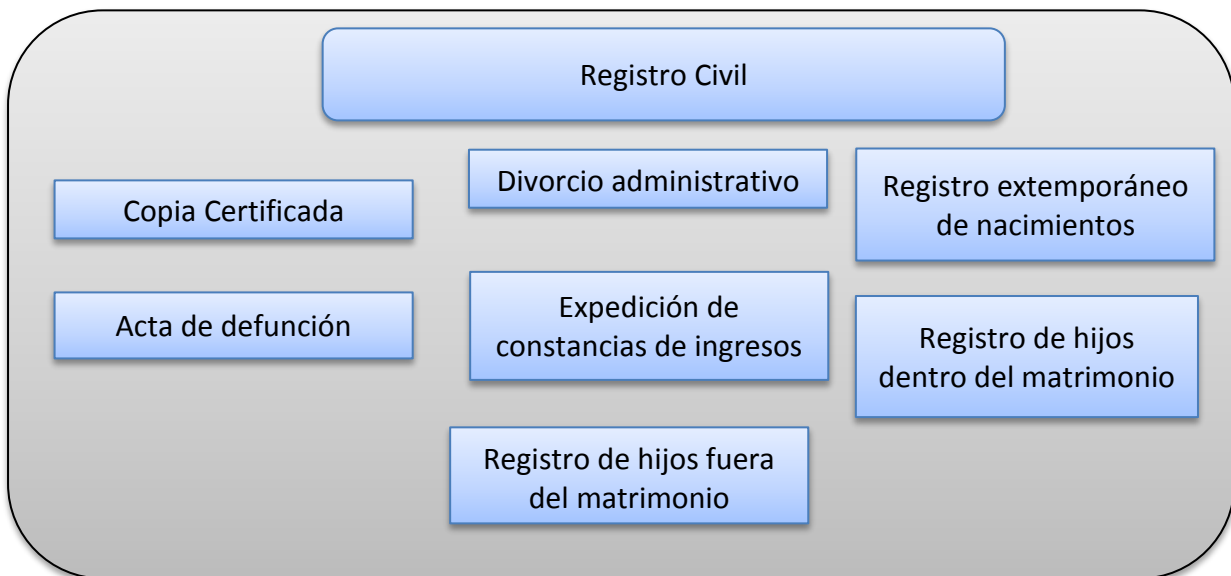 Registro Civil
Copia Certificada
Divorcio administrativo
Registro extemporáneo
de nacimientos
Acta de defunción
Expedición de
constancias de ingresos
Registro de hijos
dentro del matrimonio
Registro de hijos fuera
del matrimonio